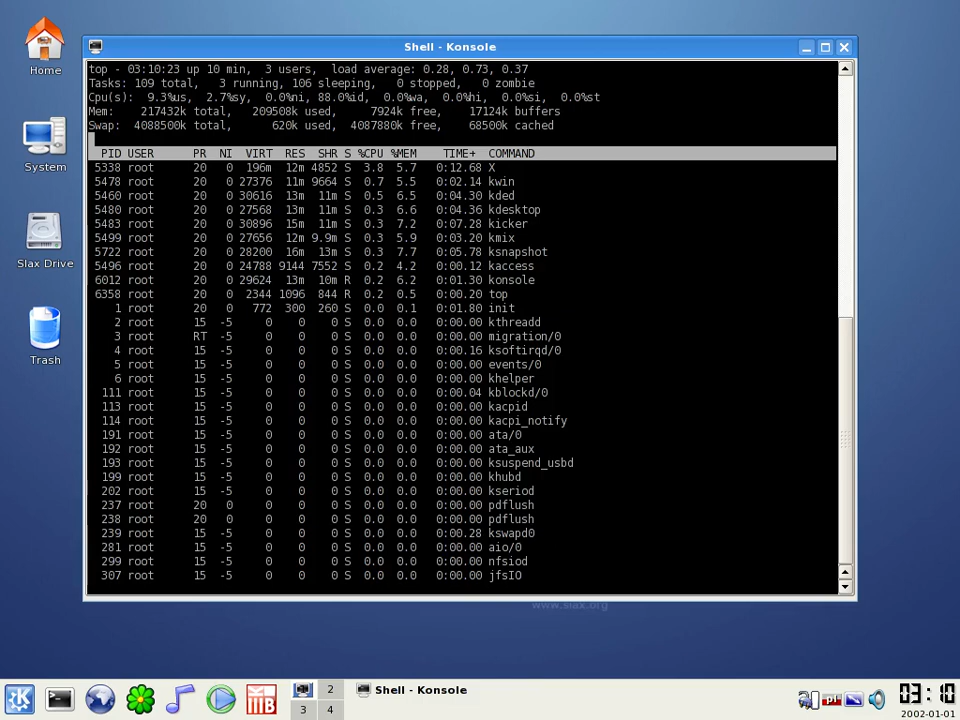 Home
System
Slax Drive
Trash
Shell - Konsole
top - 03:10:23 up 10 min, 3 users, load average: 0.28, 0.73, 0.37
Tasks: 109 total, 3 running, 106 sleeping, 0 stopped, 0 zombie
Cpu(s): 9.3%us, 2.7%sy, 0.0%ni, 88.0%id, 0.0%wa, 0.0%hi, 0.0%si, 0.0%st
Mem: 217432k total, 209508k used, 7924k free, 17124k buffers
Swap: 4088500k total, 620k used, 4087880k free, 68500k cached
PID USER PR NI VIRT RES SHR S %CPU %MEM TIME+ COMMAND
5338 root 20 0 196m 12m 4852 S 3.8 5.7 0:12.68 X
5478 root 20 0 27376 11m 9664 S 0.7 5.5 0:02.14 kwin
5460 root 20 0 30616 13m 11m S 0.5 6.5 0:04.30 kded
5480 root 20 0 27568 13m 11m S 0.3 6.6 0:04.36 kdesktop
5483 root 20 0 30896 15m 11m S 0.3 7.2 0:07.28 kicker
5499 root 20 0 27656 12m 9.9m S 0.3 5.9 0:03.20 kmix
5722 root 20 0 28200 16m 13m S 0.3 7.7 0:05.78 ksnapshot
5496 root 20 0 24788 9144 7552 S 0.2 4.2 0:00.12 kaccess
6012 root 20 0 29624 13m 10m R 0.2 6.2 0:01.30 konsole
6358 root 20 0 2344 1096 844 R 0.2 0.5 0:00.20 top
1 root 20 0 772 300 260 S 0.0 0.1 0:01.80 init
2 root 15 -5 0 0 0 S 0.0 0.0 0:00.00 kthreadd
3 root RT -5 0 0 0 S 0.0 0.0 0:00.00 migration/0
4 root 15 -5 0 0 0 S 0.0 0.0 0:00.16 ksoftirqd/0
5 root 15 -5 0 0 0 S 0.0 0.0 0:00.00 events/0
6 root 15 -5 0 0 0 S 0.0 0.0 0:00.00 khelper
111 root 15 -5 0 0 0 S 0.0 0.0 0:00.04 kblockd/0
113 root 15 -5 0 0 0 S 0.0 0.0 0:00.00 kacpid
114 root 15 -5 0 0 0 S 0.0 0.0 0:00.00 kacpi_notify
191 root 15 -5 0 0 0 S 0.0 0.0 0:00.00 ata/0
192 root 15 -5 0 0 0 S 0.0 0.0 0:00.00 ata_aux
193 root 15 -5 0 0 0 S 0.0 0.0 0:00.00 ksuspend_usbd
199 root 15 -5 0 0 0 S 0.0 0.0 0:00.00 khubd
202 root 15 -5 0 0 0 S 0.0 0.0 0:00.00 kseriod
237 root 20 0 0 0 0 S 0.0 0.0 0:00.00 pdflush
238 root 20 0 0 0 0 S 0.0 0.0 0:00.00 pdflush
239 root 15 -5 0 0 0 S 0.0 0.0 0:00.28 kswapd0
281 root 15 -5 0 0 0 S 0.0 0.0 0:00.00 aio/0
299 root 15 -5 0 0 0 S 0.0 0.0 0:00.00 nfsiod
307 root 15 -5 0 0 0 S 0.0 0.0 0:00.00 jfsIO
www.slax.org
2
3 4
Shell - Konsole
pl
03:10
2002-01-01